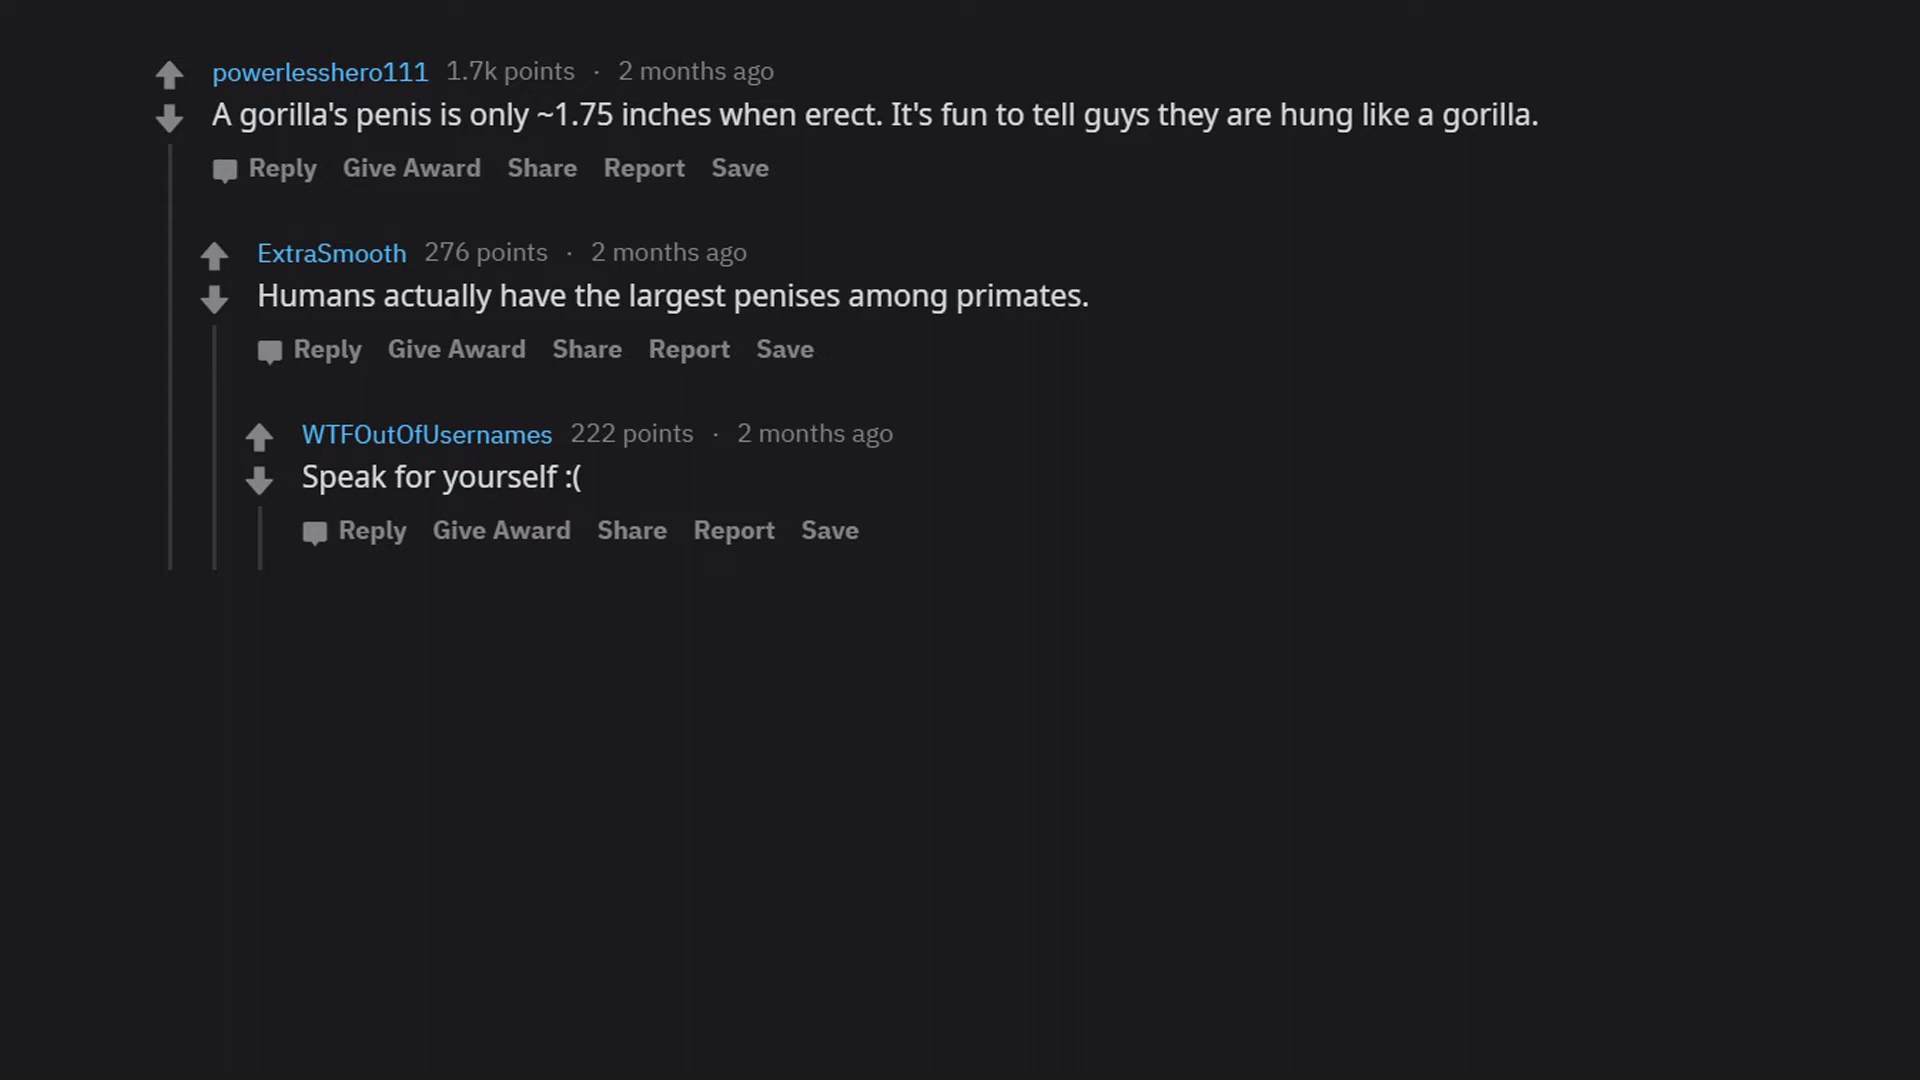 powerlesshero111 1.7k points · 2 months ago
A gorilla's penis is only ~1.75 inches when erect. It's fun to tell guys they are hung like a gorilla.
Reply Give Award Share Report Save
ExtraSmooth 276 points · 2 months ago
Humans actually have the largest penises among primates.
Reply Give Award Share Report Save
WTFOutOfUsernames 222 points · 2 months ago
Speak for yourself :(
Reply Give Award Share Report Save